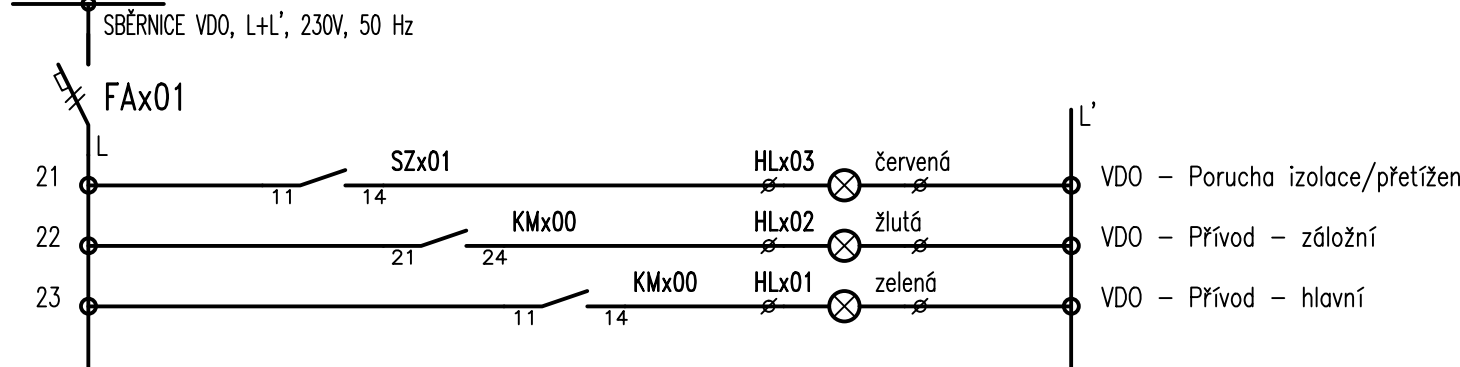 SBĚRNICE VDO, L+L', 230V, 50 Hz
FAx01
L
L'
21
11
14
SZx01
HLx03
červená
VDO – Porucha izolace/přetížen
22
21
24
KMx00
HLx02
žlutá
VDO – Přívod – záložní
23
11
14
KMx00
HLx01
zelená
VDO – Přívod – hlavní